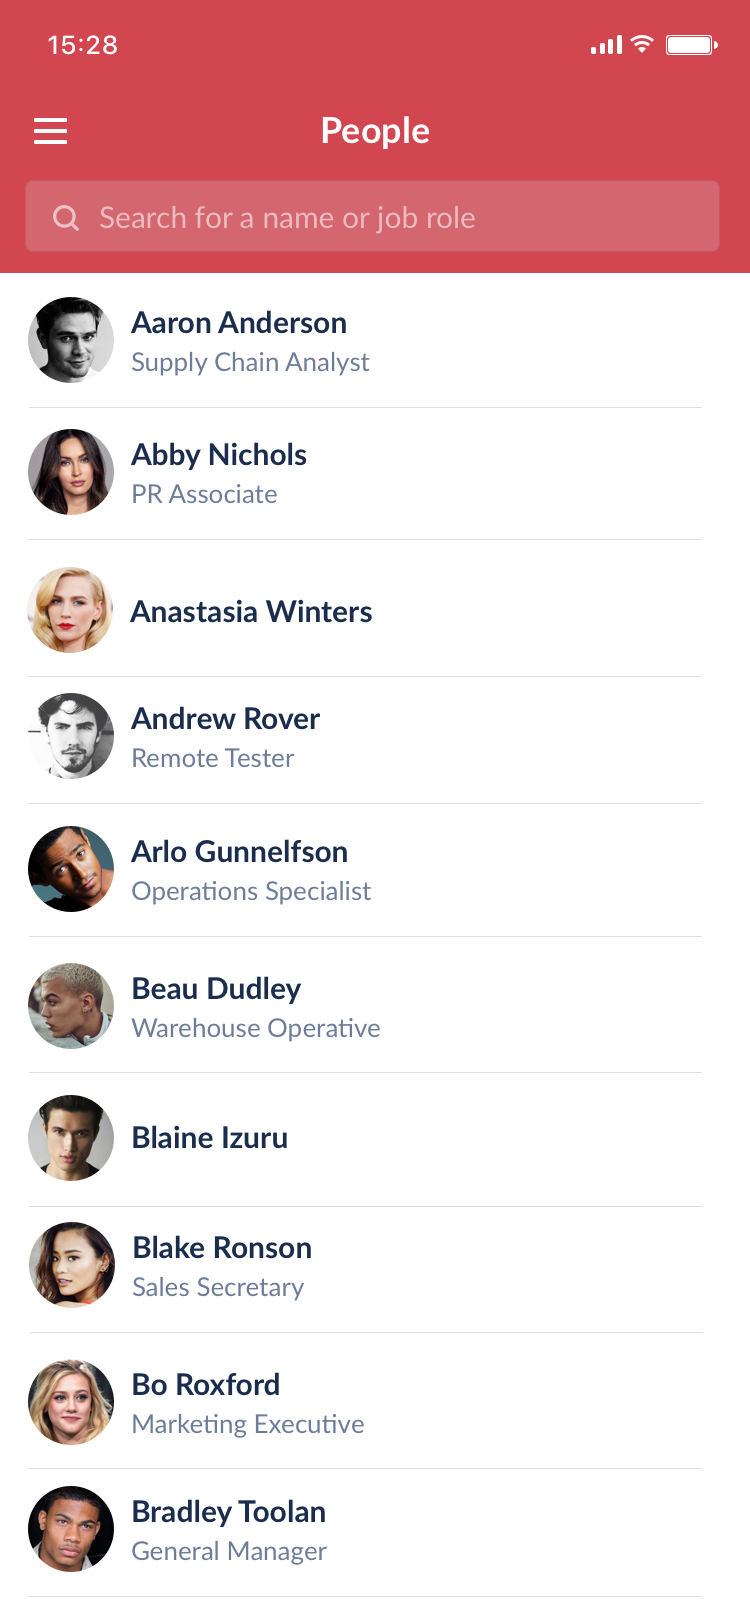 15:28
People
Search for a name or job role
Aaron Anderson
Supply Chain Analyst
Abby Nichols
PR Associate
Anastasia Winters
Andrew Rover
Remote Tester
Arlo Gunnelfson
Operations Specialist
Beau Dudley
Warehouse Operative
Blaine Izuru
Blake Ronson
Sales Secretary
Bo Roxford
Marketing Executive
Bradley Toolan
General Manager